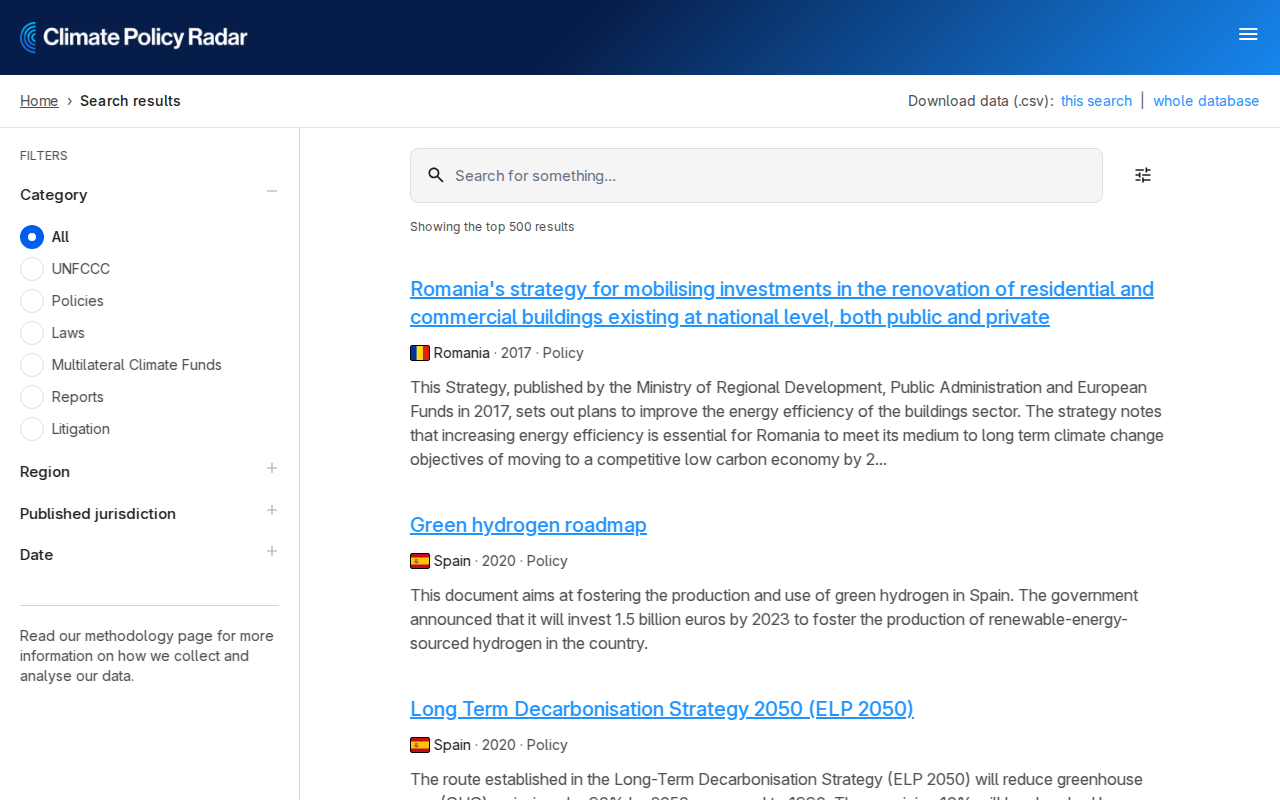 Climate Policy Radar
Home › Search results
Download data (.csv): this search | whole database
FILTERS
Category
All
UNFCCC
Policies
Laws
Multilateral Climate Funds
Reports
Litigation
Region
Published jurisdiction
Date
Read our methodology page for more
information on how we collect and
analyse our data.
Search for something...
Showing the top 500 results
Romania's strategy for mobilising investments in the renovation of residential and
commercial buildings existing at national level, both public and private
Romania · 2017 · Policy
This Strategy, published by the Ministry of Regional Development, Public Administration and European
Funds in 2017, sets out plans to improve the energy efficiency of the buildings sector. The strategy notes
that increasing energy efficiency is essential for Romania to meet its medium to long term climate change
objectives of moving to a competitive low carbon economy by 2...
Green hydrogen roadmap
Spain · 2020 · Policy
This document aims at fostering the production and use of green hydrogen in Spain. The government
announced that it will invest 1.5 billion euros by 2023 to foster the production of renewable-energy-
sourced hydrogen in the country.
Long Term Decarbonisation Strategy 2050 (ELP 2050)
Spain · 2020 · Policy
The route established in the Long-Term Decarbonisation Strategy (ELP 2050) will reduce greenhouse